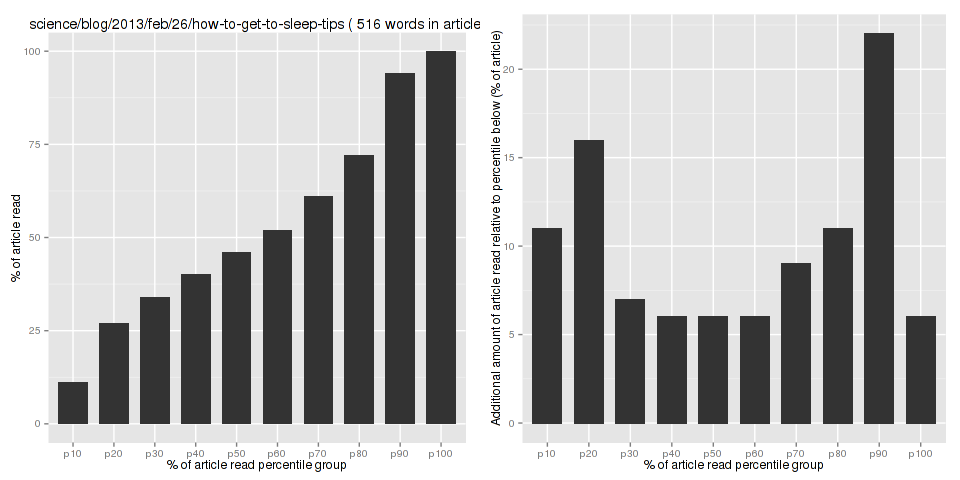 science/blog/2013/feb/26/how-to-get-to-sleep-tips ( 516 words in article
% of article read
100
75
50
25
0
p10 p20 p30 p40 p50 p60 p70 p80 p90 p100
% of article read percentile group
Additional amount of article read relative to percentile below (% of article)
20
15
10
5
0
p10 p20 p30 p40 p50 p60 p70 p80 p90 p100
% of article read percentile group